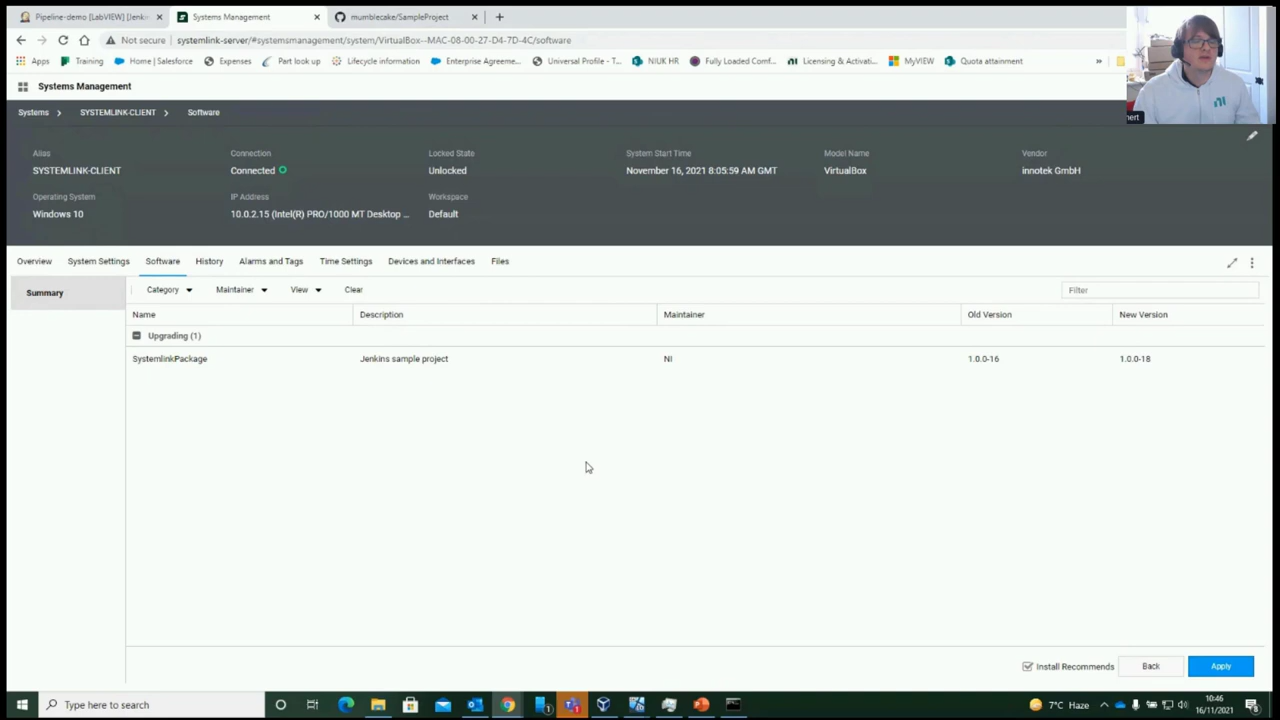 Pipeline-demo [LabVIEW] [Jenki
Systems Management
mumblecake/SampleProject
Not secure
systemlink-server/#systemsmanagement/system/VirtualBox--MAC-08-00-27-D4-7D-4C/software
Apps
Training
Home | Salesforce
Expenses
Part look up
Lifecycle information
Enterprise Agreeme...
Universal Profile - T...
NIUK HR
Fully Loaded Comf...
Licensing & Activati...
MyVIEW
Quota attainment
»
Systems Management
Systems > SYSTEMLINK-CLIENT > Software
Alias
Connection
Locked State
System Start Time
Model Name
Vendor
SYSTEMLINK-CLIENT
Connected
Unlocked
November 16, 2021 8:05:59 AM GMT
VirtualBox
innotek GmbH
Operating System
IP Address
Workspace
Windows 10
10.0.2.15 (Intel(R) PRO/1000 MT Desktop ...
Default
Overview
System Settings
Software
History
Alarms and Tags
Time Settings
Devices and Interfaces
Files
Summary
Category
Maintainer
View
Clear
Filter
Name
Description
Maintainer
Old Version
New Version
Upgrading (1)
SystemlinkPackage
Jenkins sample project
NI
1.0.0-16
1.0.0-18
Install Recommends
Back
Apply
Type here to search
7°C Haze
10:46
16/11/2021